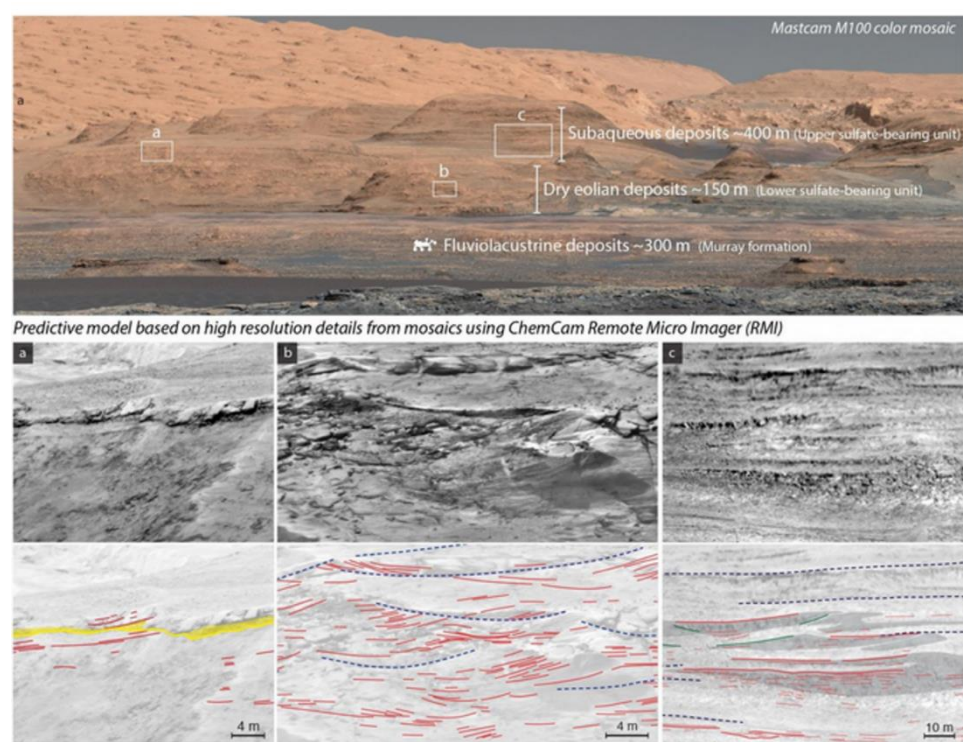 Mastcam M100 color mosaic
a
c
Subaqueous deposits ~400 m (Upper sulfate-bearing unit)
a
b
Dry eolian deposits ~150 m (Lower sulfate-bearing unit)
Fluviolacustrine deposits ~300 m (Murray formation)
Predictive model based on high resolution details from mosaics using ChemCam Remote Micro Imager (RMI)
a
b
c
4 m
4 m
10 m